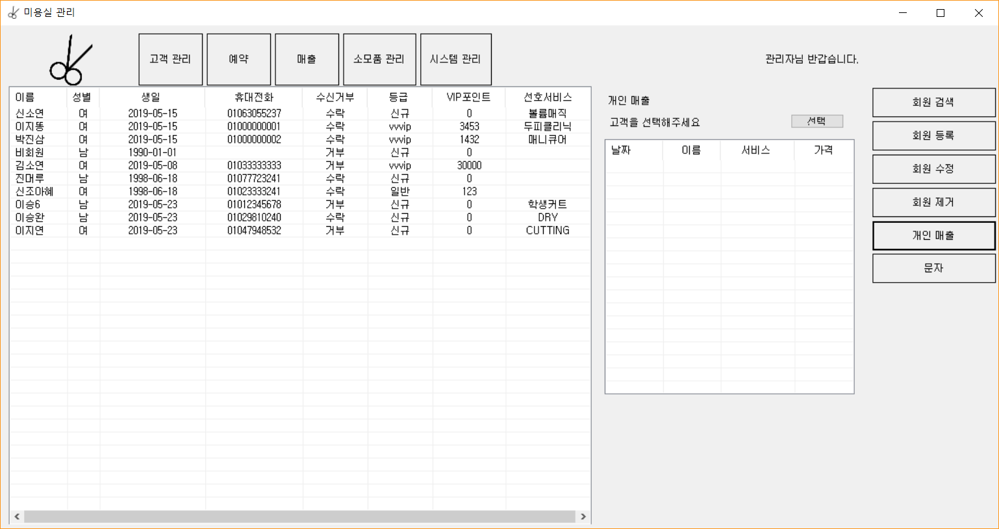 미용실 관리
고객 관리 예약 매출 소모품 관리 시스템 관리
관리자님 반갑습니다.
이름 성별 생일 휴대전화 수신거부 등급 VIP포인트 선호서비스
신소연 여 2019-05-15 01063055237 수락 신규 0 볼륨매직
이지똥 여 2019-05-15 01000000001 수락 vvvip 3453 두피클리닉
박진삼 여 2019-05-15 01000000002 수락 vvvip 1432 매니큐어
비회원 남 1990-01-01 거부 신규 0
김소연 여 2019-05-08 01033333333 거부 vvvip 30000
진머루 남 1998-06-18 01077723241 수락 신규 0
신조아혜 여 1998-06-18 01023333241 수락 일반 123
이승6 남 2019-05-23 01012345678 거부 신규 0 학생커트
이승완 남 2019-05-23 01029810240 수락 신규 0 DRY
이지연 여 2019-05-23 01047948532 거부 신규 0 CUTTING
개인 매출
고객을 선택해주세요 선택
날짜 이름 서비스 가격
회원 검색
회원 등록
회원 수정
회원 제거
개인 매출
문자